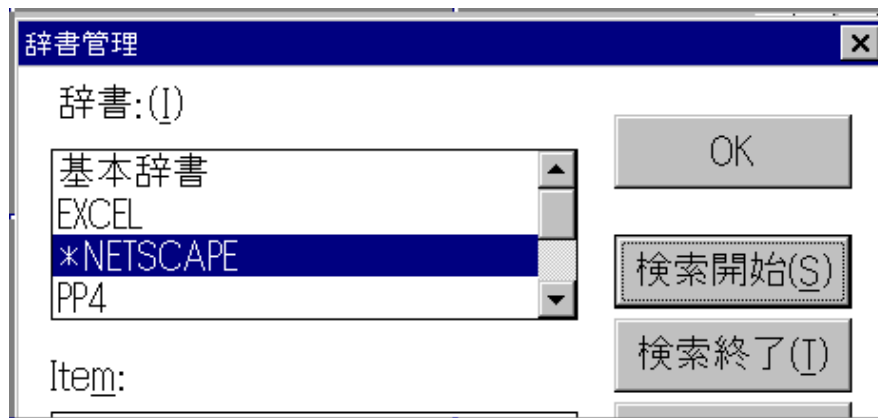 辞書管理
辞書:(I)
基本辞書
EXCEL
*NETSCAPE
PP4
OK
検索開始(S)
検索終了(T)
Item: